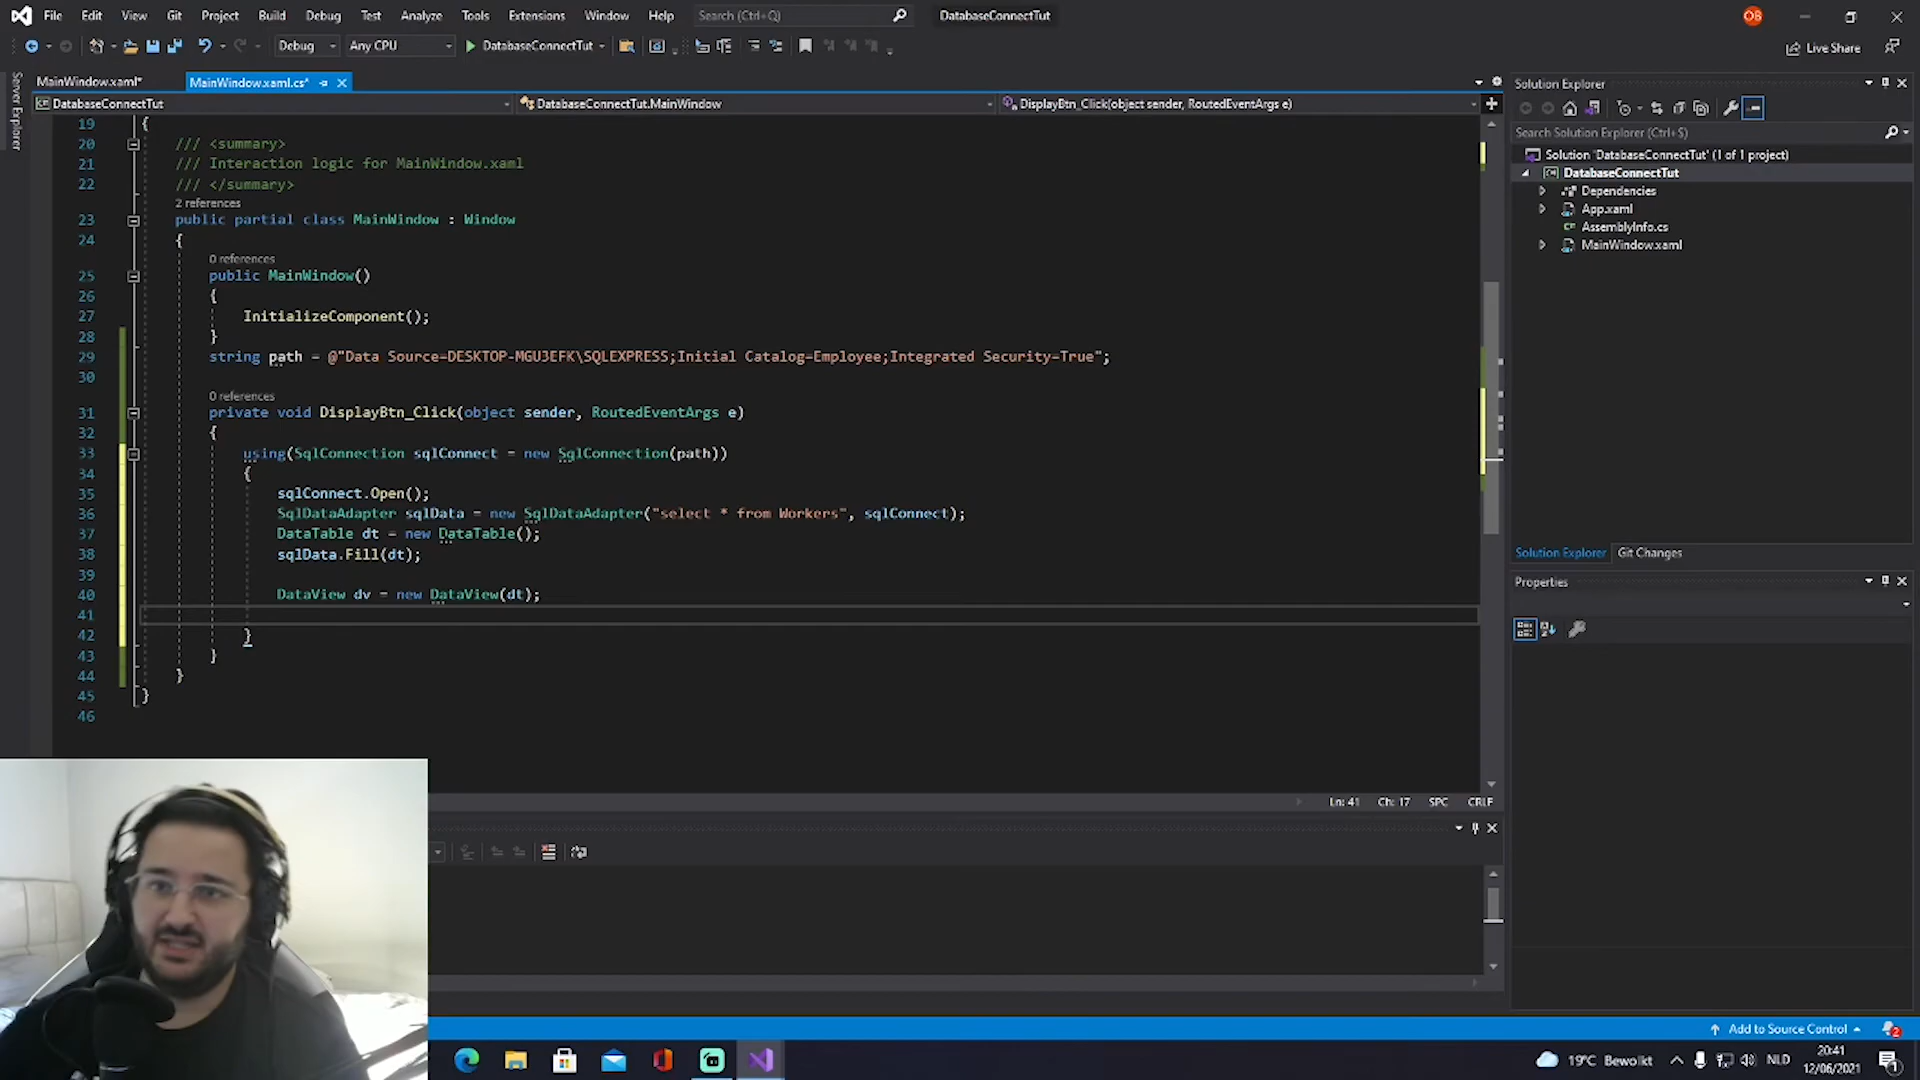 File Edit View Git Project Build Debug Test Analyze Tools Extensions Window Help Search (Ctrl+Q) DatabaseConnectTut OB
Debug Any CPU DatabaseConnectTut Live Share
Server Explorer
MainWindow.xaml* MainWindow.xaml.cs*
DatabaseConnectTut DatabaseConnectTut.MainWindow DisplayBtn_Click(object sender, RoutedEventArgs e)
19 {
20 /// <summary>
21 /// Interaction logic for MainWindow.xaml
22 /// </summary>
2 references
23 public partial class MainWindow : Window
24 {
0 references
25 public MainWindow()
26 {
27 InitializeComponent();
28 }
29 string path = @"Data Source=DESKTOP-MGU3EFK\SQLEXPRESS;Initial Catalog=Employee;Integrated Security=True";
30
0 references
31 private void DisplayBtn_Click(object sender, RoutedEventArgs e)
32 {
33 using(SqlConnection sqlConnect = new SqlConnection(path))
34 {
35 sqlConnect.Open();
36 SqlDataAdapter sqlData = new SqlDataAdapter("select * from Workers", sqlConnect);
37 DataTable dt = new DataTable();
38 sqlData.Fill(dt);
39
40 DataView dv = new DataView(dt);
41
42 }
43 }
44 }
45 }
46
Ln: 41 Ch: 17 SPC CRLF
Solution Explorer
Search Solution Explorer (Ctrl+$)
Solution 'DatabaseConnectTut' (1 of 1 project)
DatabaseConnectTut
Dependencies
App.xaml
AssemblyInfo.cs
MainWindow.xaml
Solution Explorer Git Changes
Properties
Add to Source Control 2
19°C Bewolkt NLD 20:41
12/06/2021 1